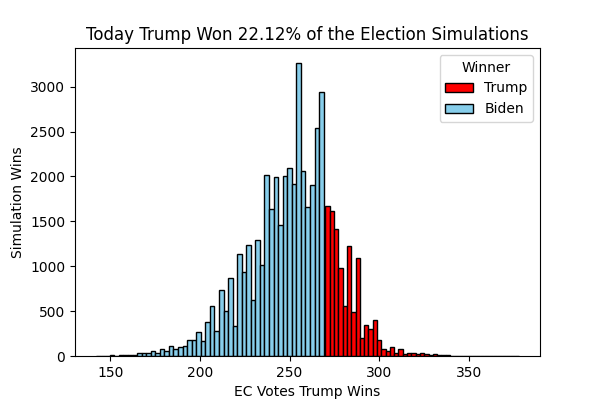 Today Trump Won 22.12% of the Election Simulations
Winner
Trump
Biden
3000
2500
2000
1500
1000
500
0
Simulation Wins
150
200
250
300
350
EC Votes Trump Wins